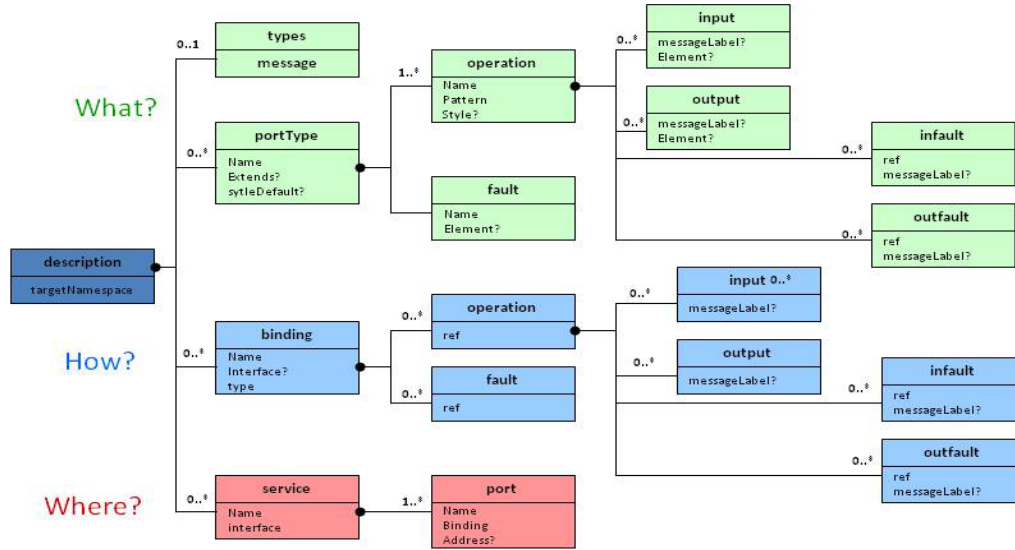 What?
How?
Where?
description
targetNamespace
0..1
types
message
0..*
portType
Name
Extends?
sytleDefault?
1..*
operation
Name
Pattern
Style?
fault
Name
Element?
0..*
input
messageLabel?
Element?
0..*
output
messageLabel?
Element?
0..*
infault
ref
messageLabel?
0..*
outfault
ref
messageLabel?
0..*
binding
Name
Interface?
type
0..*
operation
ref
0..*
fault
ref
0..*
input 0..*
messageLabel?
0..*
output
messageLabel?
0..*
infault
ref
messageLabel?
0..*
outfault
ref
messageLabel?
0..*
service
Name
interface
1..*
port
Name
Binding
Address?